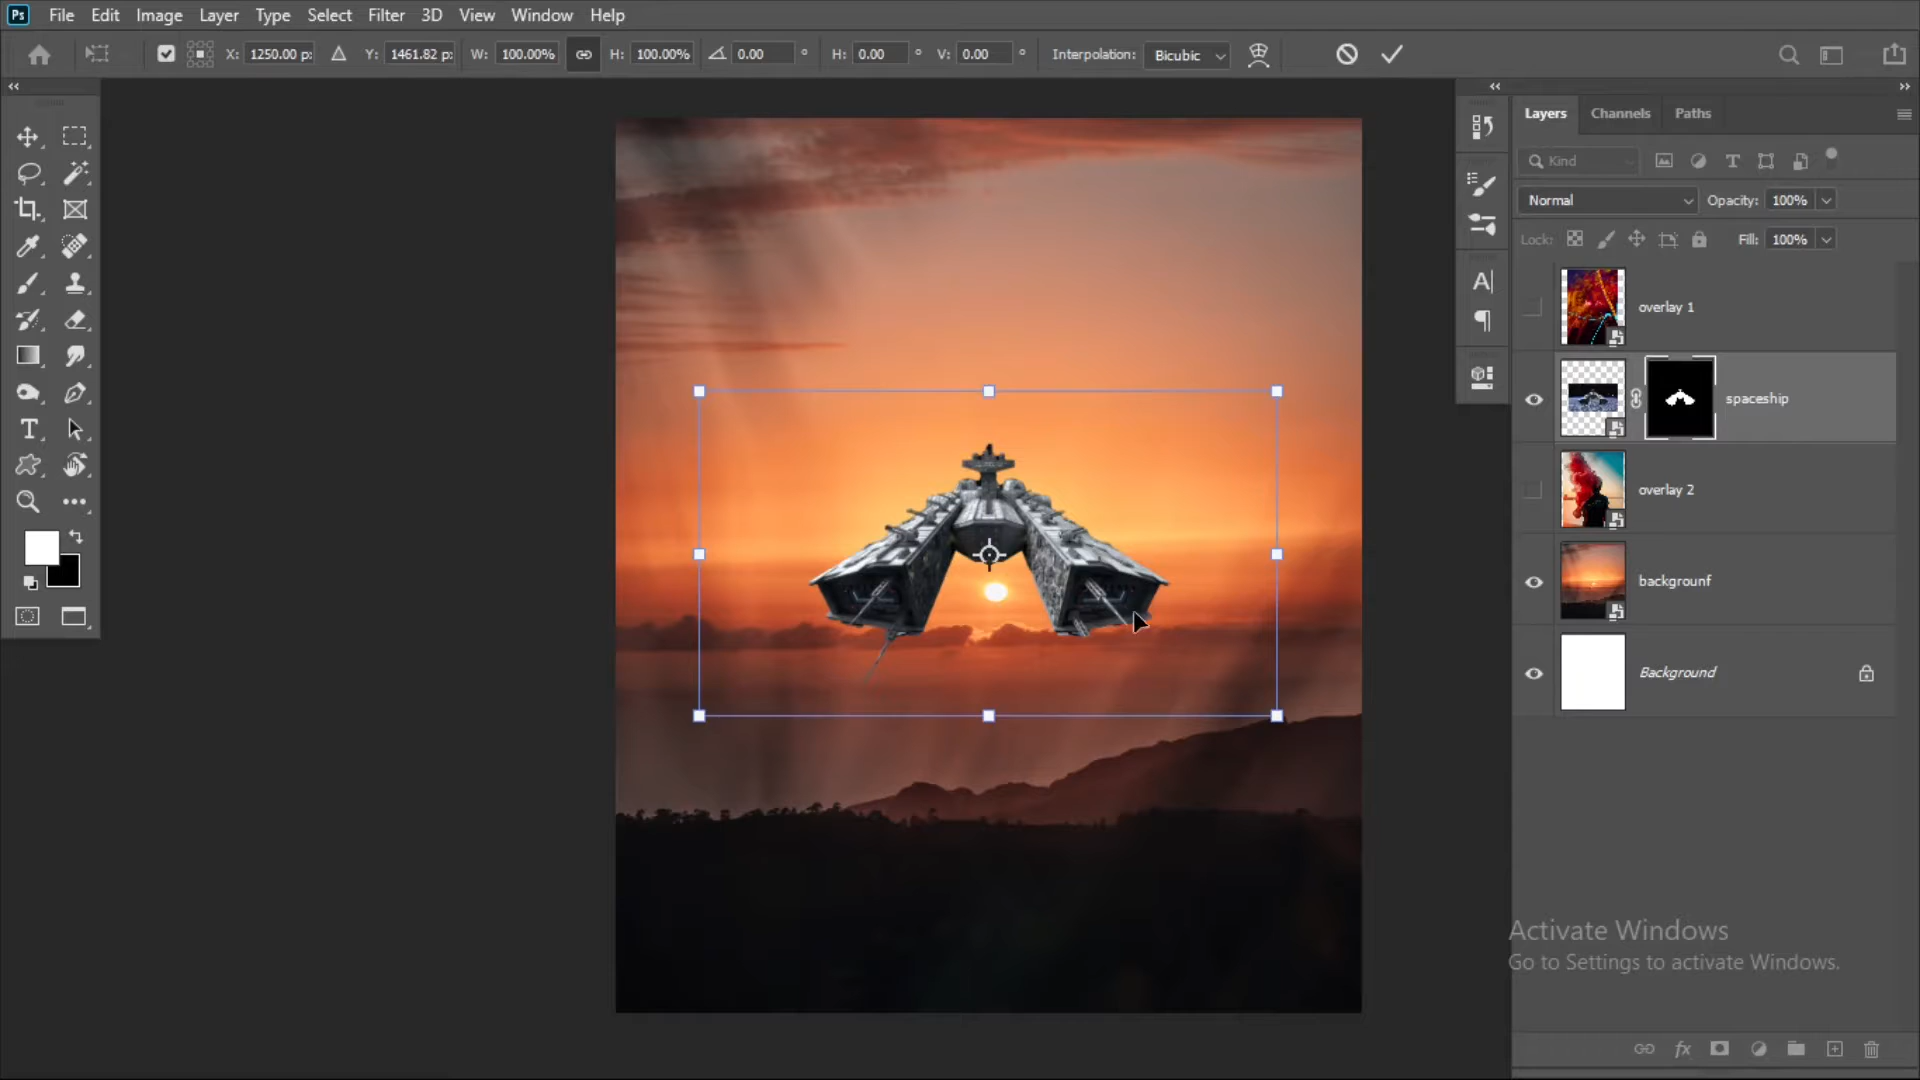 Ps File Edit Image Layer Type Select Filter 3D View Window Help
X: 1250.00 p: Y: 1461.82 p: W: 100.00% H: 100.00% 0.00 ° H: 0.00 ° V: 0.00 ° Interpolation: Bicubic
Layers Channels Paths
Kind
Normal Opacity: 100%
Lock: Fill: 100%
overlay 1
spaceship
overlay 2
backgrounf
Background
Activate Windows
Go to Settings to activate Windows.